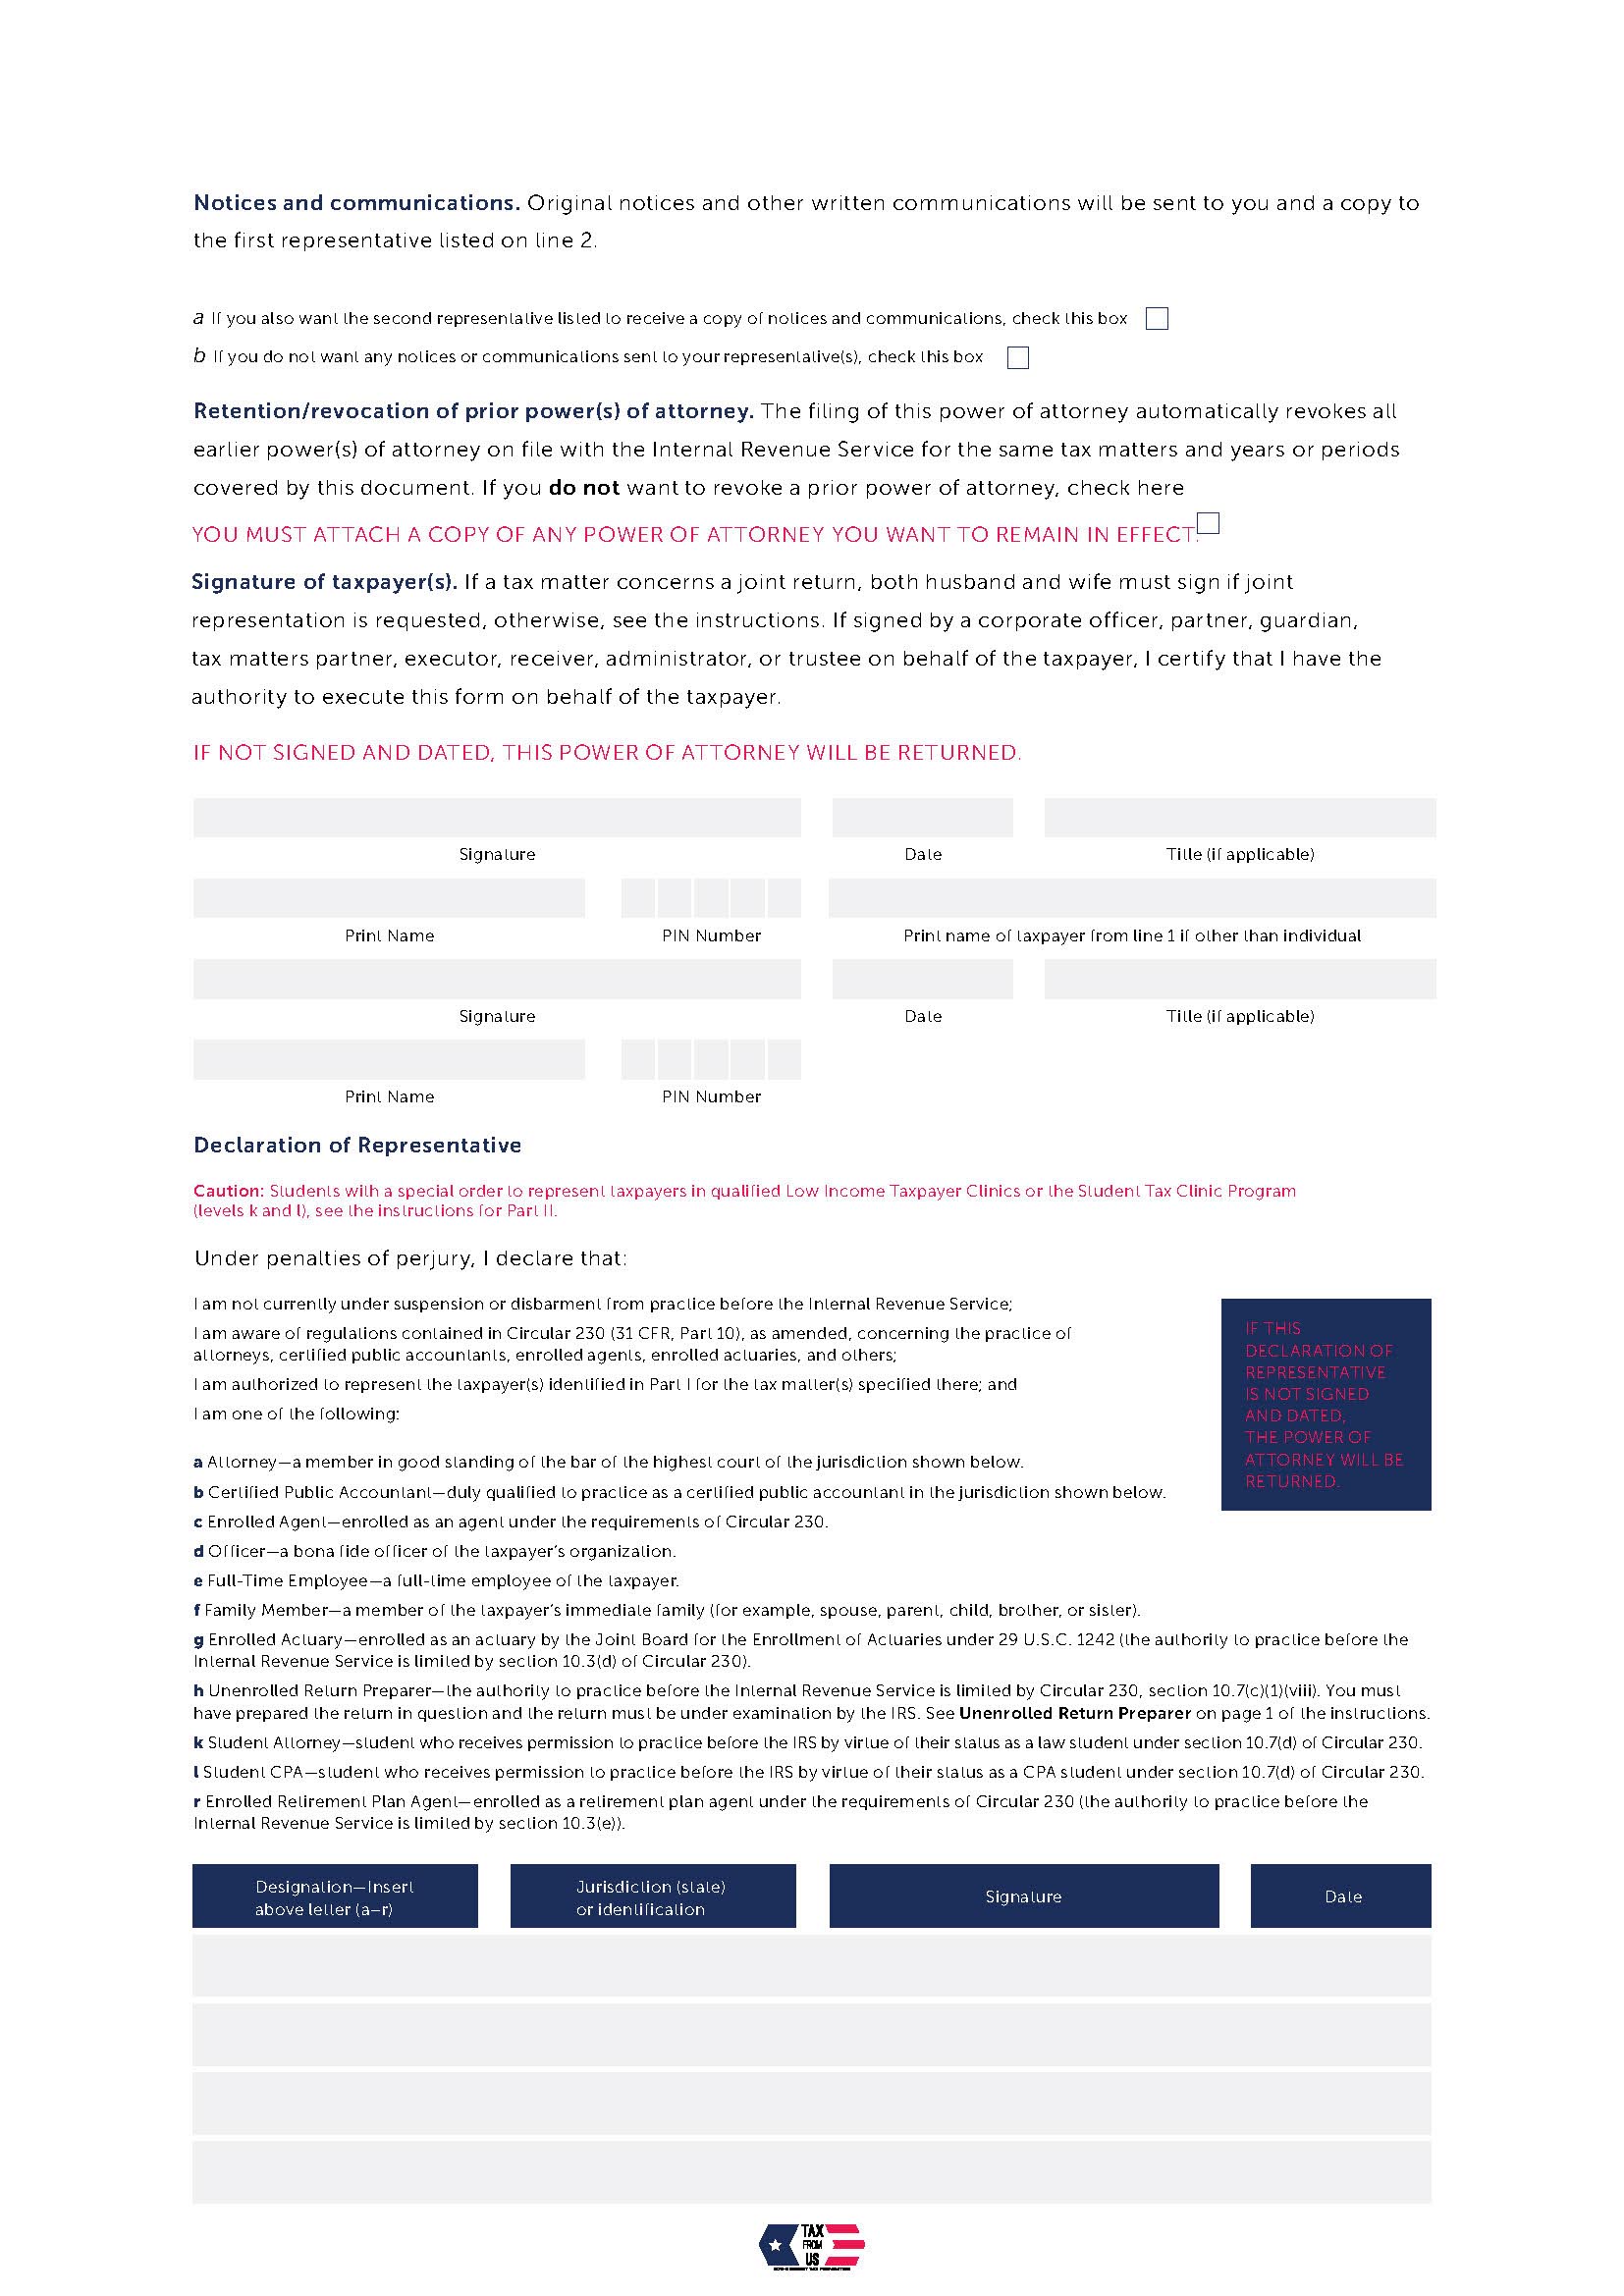 Notices and communications. Original notices and other written communications will be sent to you and a copy to
the first representative listed on line 2.
a If you also want the second representative listed to receive a copy of notices and communications, check this box
b If you do not want any notices or communications sent to your representative(s), check this box
Retention/revocation of prior power(s) of attorney. The filing of this power of attorney automatically revokes all
earlier power(s) of attorney on file with the Internal Revenue Service for the same tax matters and years or periods
covered by this document. If you do not want to revoke a prior power of attorney, check here
YOU MUST ATTACH A COPY OF ANY POWER OF ATTORNEY YOU WANT TO REMAIN IN EFFECT.
Signature of taxpayer(s). If a tax matter concerns a joint return, both husband and wife must sign if joint
representation is requested, otherwise, see the instructions. If signed by a corporate officer, partner, guardian,
tax matters partner, executor, receiver, administrator, or trustee on behalf of the taxpayer, I certify that I have the
authority to execute this form on behalf of the taxpayer.
IF NOT SIGNED AND DATED, THIS POWER OF ATTORNEY WILL BE RETURNED.
Signature Date Title (if applicable)
Print Name PIN Number Print name of taxpayer from line 1 if other than individual
Signature Date Title (if applicable)
Print Name PIN Number
Declaration of Representative
Caution: Students with a special order to represent taxpayers in qualified Low Income Taxpayer Clinics or the Student Tax Clinic Program
(levels k and l), see the instructions for Part II.
Under penalties of perjury, I declare that:
I am not currently under suspension or disbarment from practice before the Internal Revenue Service;
I am aware of regulations contained in Circular 230 (31 CFR, Part 10), as amended, concerning the practice of
attorneys, certified public accountants, enrolled agents, enrolled actuaries, and others;
I am authorized to represent the taxpayer(s) identified in Part I for the tax matter(s) specified there; and
I am one of the following:
IF THIS
DECLARATION OF
REPRESENTATIVE
IS NOT SIGNED
AND DATED,
THE POWER OF
ATTORNEY WILL BE
RETURNED.
a Attorney—a member in good standing of the bar of the highest court of the jurisdiction shown below.
b Certified Public Accountant—duly qualified to practice as a certified public accountant in the jurisdiction shown below.
c Enrolled Agent—enrolled as an agent under the requirements of Circular 230.
d Officer—a bona fide officer of the taxpayer's organization.
e Full-Time Employee—a full-time employee of the taxpayer.
f Family Member—a member of the taxpayer's immediate family (for example, spouse, parent, child, brother, or sister).
g Enrolled Actuary—enrolled as an actuary by the Joint Board for the Enrollment of Actuaries under 29 U.S.C. 1242 (the authority to practice before the
Internal Revenue Service is limited by section 10.3(d) of Circular 230).
h Unenrolled Return Preparer—the authority to practice before the Internal Revenue Service is limited by Circular 230, section 10.7(c)(1)(viii). You must
have prepared the return in question and the return must be under examination by the IRS. See Unenrolled Return Preparer on page 1 of the instructions.
k Student Attorney—student who receives permission to practice before the IRS by virtue of their status as a law student under section 10.7(d) of Circular 230.
l Student CPA—student who receives permission to practice before the IRS by virtue of their status as a CPA student under section 10.7(d) of Circular 230.
r Enrolled Retirement Plan Agent—enrolled as a retirement plan agent under the requirements of Circular 230 (the authority to practice before the
Internal Revenue Service is limited by section 10.3(e)).
Designation—Insert
above letter (a–r)
Jurisdiction (state)
or identification
Signature
Date
TAX
FROM
US